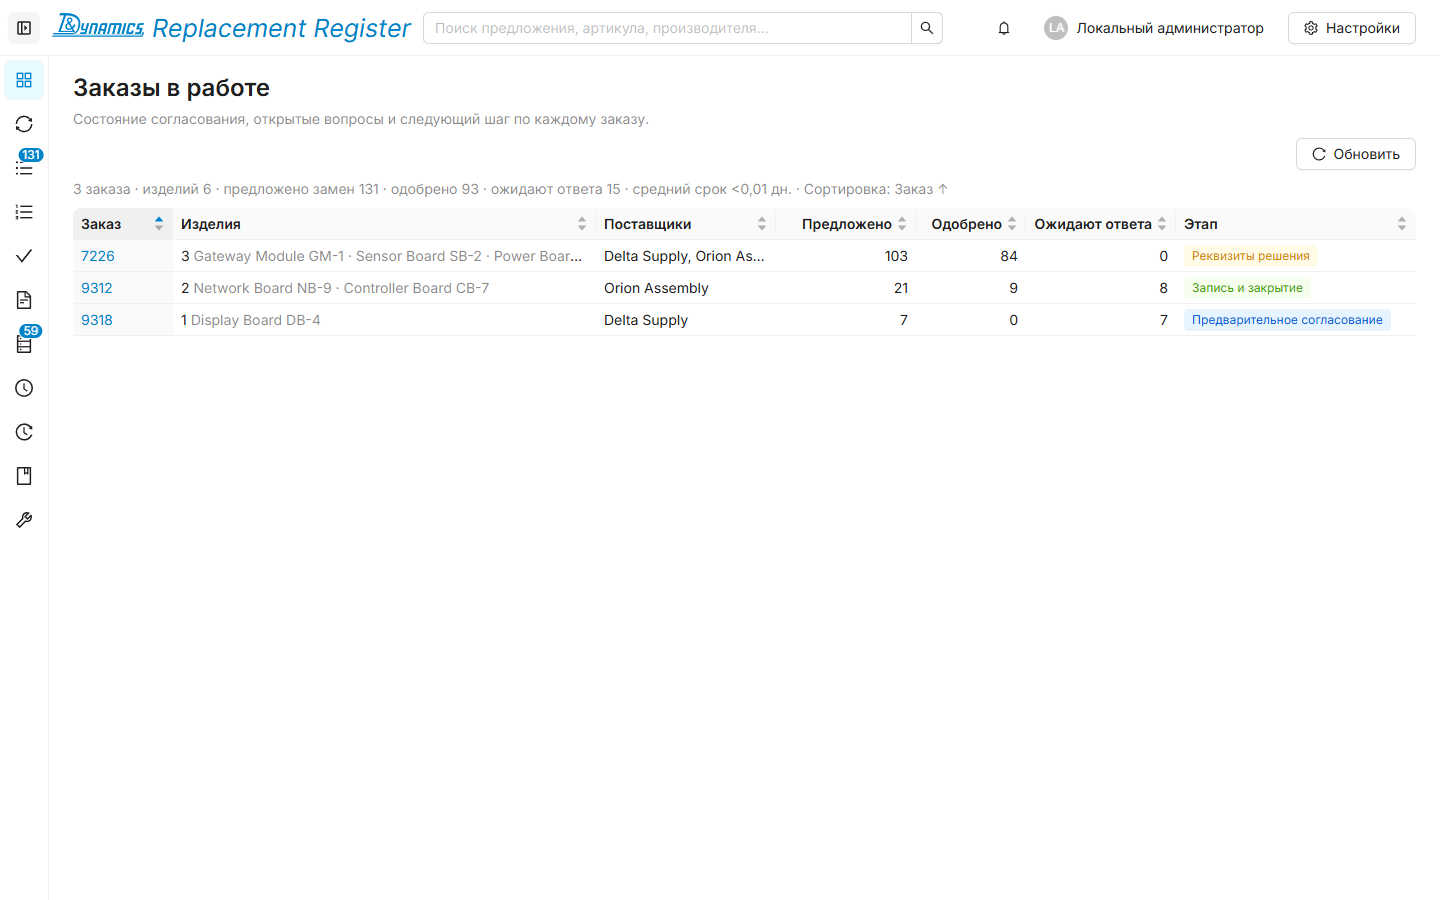 D&Dynamics Replacement Register
Поиск предложения, артикула, производителя...
LA Локальный администратор
Настройки
Заказы в работе
Состояние согласования, открытые вопросы и следующий шаг по каждому заказу.
Обновить
131
59
3 заказа · изделий 6 · предложено замен 131 · одобрено 93 · ожидают ответа 15 · средний срок <0,01 дн. · Сортировка: Заказ ↑
Заказ Изделия Поставщики Предложено Одобрено Ожидают ответа Этап
7226 3 Gateway Module GM-1 · Sensor Board SB-2 · Power Boar... Delta Supply, Orion As... 103 84 0 Реквизиты решения
9312 2 Network Board NB-9 · Controller Board CB-7 Orion Assembly 21 9 8 Запись и закрытие
9318 1 Display Board DB-4 Delta Supply 7 0 7 Предварительное согласование